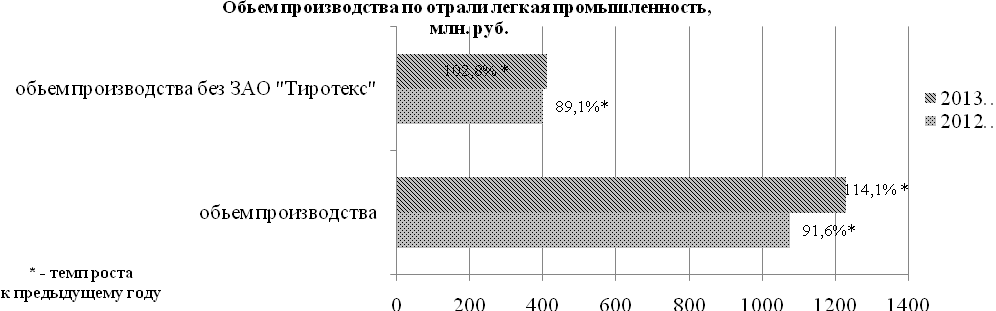 Обьем производства по отрали легкая промышленность,
млн. руб.
обьем производства без ЗАО "Тиротекс"
102,8% *
89,1%*
2013. .
2012. .
обьем производства
114,1% *
91,6%*
* - темп роста
к предыдущему году
0 200 400 600 800 1000 1200 1400